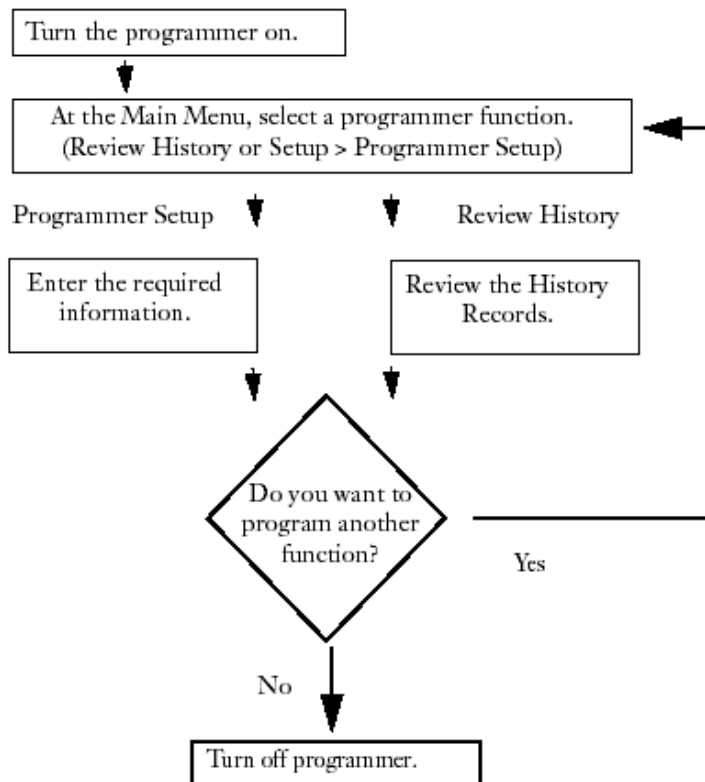 Turn the programmer on.
At the Main Menu, select a programmer function.
(Review History or Setup > Programmer Setup)
Programmer Setup
Review History
Enter the required
information.
Review the History
Records.
Do you want to
program another
function?
Yes
No
Turn off programmer.